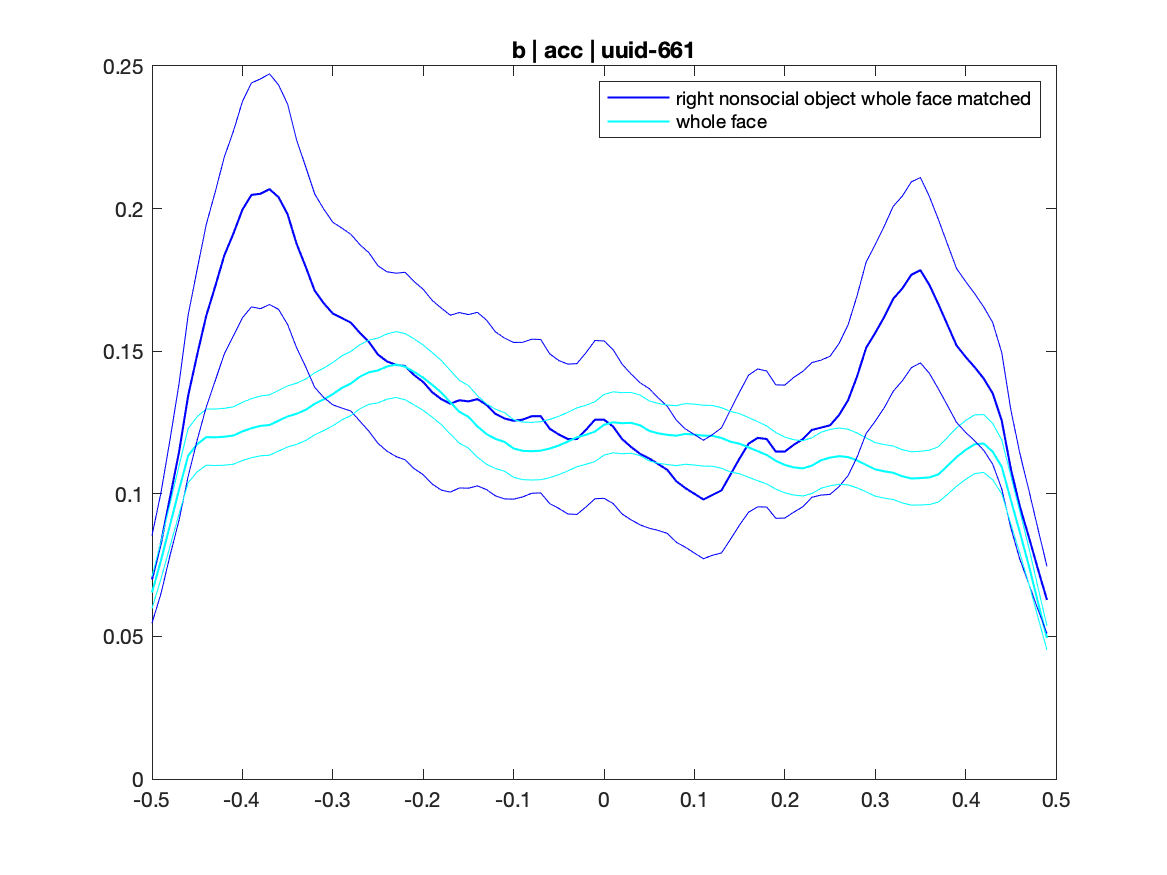 b | acc | uuid-661
0.25
right nonsocial object whole face matched
whole face
0.2
0.15
0.1
0.05
0
-0.5 -0.4 -0.3 -0.2 -0.1 0 0.1 0.2 0.3 0.4 0.5